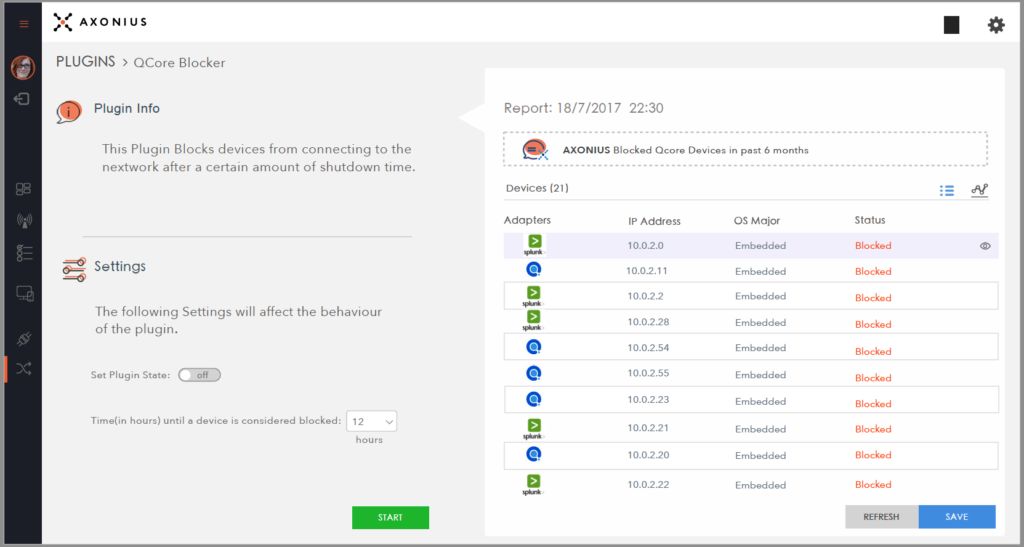 AXONIUS
PLUGINS > QCore Blocker
Plugin Info
This Plugin Blocks devices from connecting to the
nextwork after a certain amount of shutdown time.
Settings
The following Settings will affect the behaviour
of the plugin.
Set Plugin State: off
Time(in hours) until a device is considered blocked: 12
hours
START
Report: 18/7/2017 22:30
AXONIUS Blocked Qcore Devices in past 6 months
Devices (21)
Adapters IP Address OS Major Status
splunk> 10.0.2.0 Embedded Blocked
10.0.2.11 Embedded Blocked
splunk> 10.0.2.2 Embedded Blocked
splunk> 10.0.2.28 Embedded Blocked
10.0.2.54 Embedded Blocked
10.0.2.55 Embedded Blocked
10.0.2.23 Embedded Blocked
splunk> 10.0.2.21 Embedded Blocked
10.0.2.20 Embedded Blocked
splunk> 10.0.2.22 Embedded Blocked
REFRESH SAVE